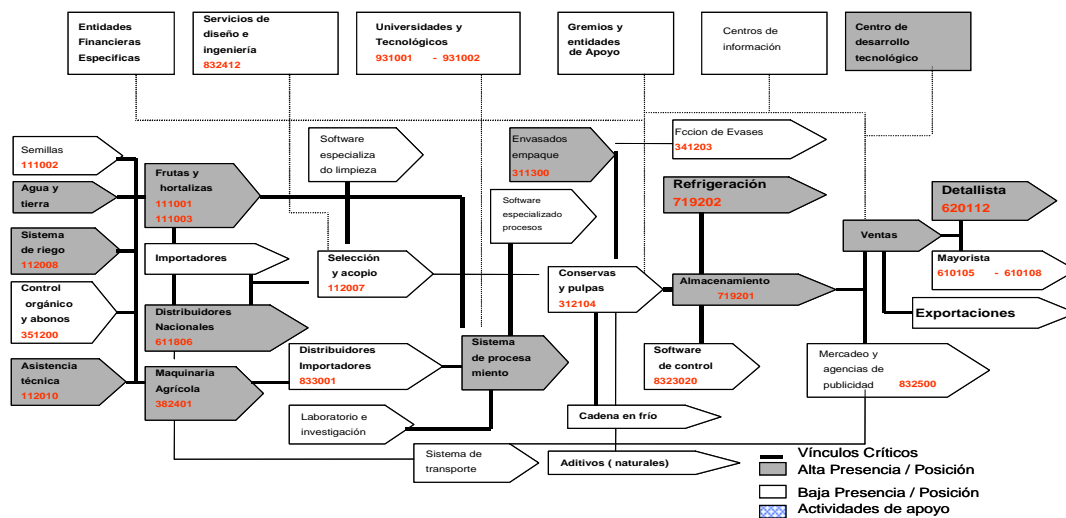 Entidades
Financieras
Especificas
Servicios de
diseño e
ingeniería
832412
Universidades y
Tecnológicos
931001 - 931002
Gremios y
entidades
de Apoyo
Centros de
información
Centro de
desarrollo
tecnológico
Semillas
111002
Agua y
tierra
Sistema
de riego
112008
Control
orgánico
y abonos
351200
Asistencia
técnica
112010
Frutas y
hortalizas
111001
111003
Importadores
Distribuidores
Nacionales
611806
Maquinaria
Agrícola
382401
Software
especializa
do limpieza
Selección
y acopio
112007
Distribuidores
Importadores
833001
Laboratorio e
investigación
Sistema de
transporte
Envasados
empaque
311300
Software
especializado
procesos
Sistema
de procesa
miento
Fccion de Evases
341203
Conservas
y pulpas
312104
Cadena en frío
Aditivos ( naturales)
Refrigeración
719202
Almacenamiento
719201
Software
de control
8323020
Ventas
Detallista
620112
Mayorista
610105 - 610108
Exportaciones
Mercadeo y
agencias de
publicidad 832500
Vínculos Críticos
Alta Presencia / Posición
Baja Presencia / Posición
Actividades de apoyo